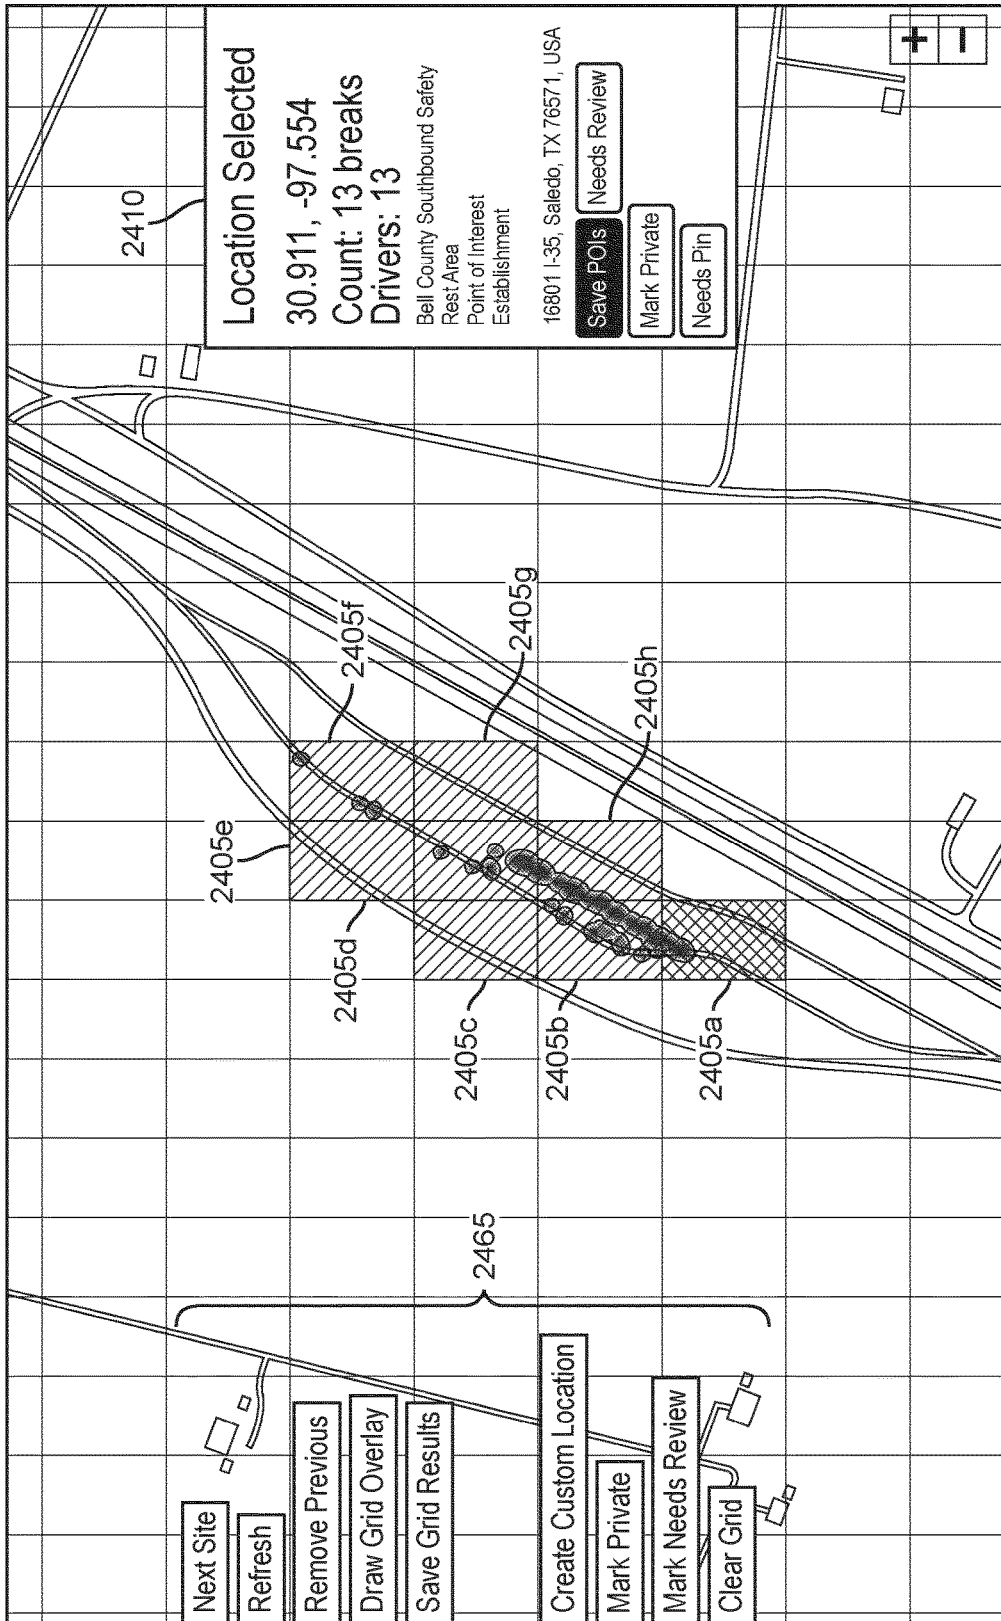 Next Site
Refresh
Remove Previous
Draw Grid Overlay
Save Grid Results
Create Custom Location
Mark Private
Mark Needs Review
Clear Grid
2465
2405a
2405b
2405c
2405d
2405e
2405f
2405g
2405h
2410
Location Selected
30.911, -97.554
Count: 13 breaks
Drivers: 13
Bell County Southbound Safety
Rest Area
Point of Interest
Establishment
16801 I-35, Saledo, TX 76571, USA
Save POIs
Needs Review
Mark Private
Needs Pin
+
−